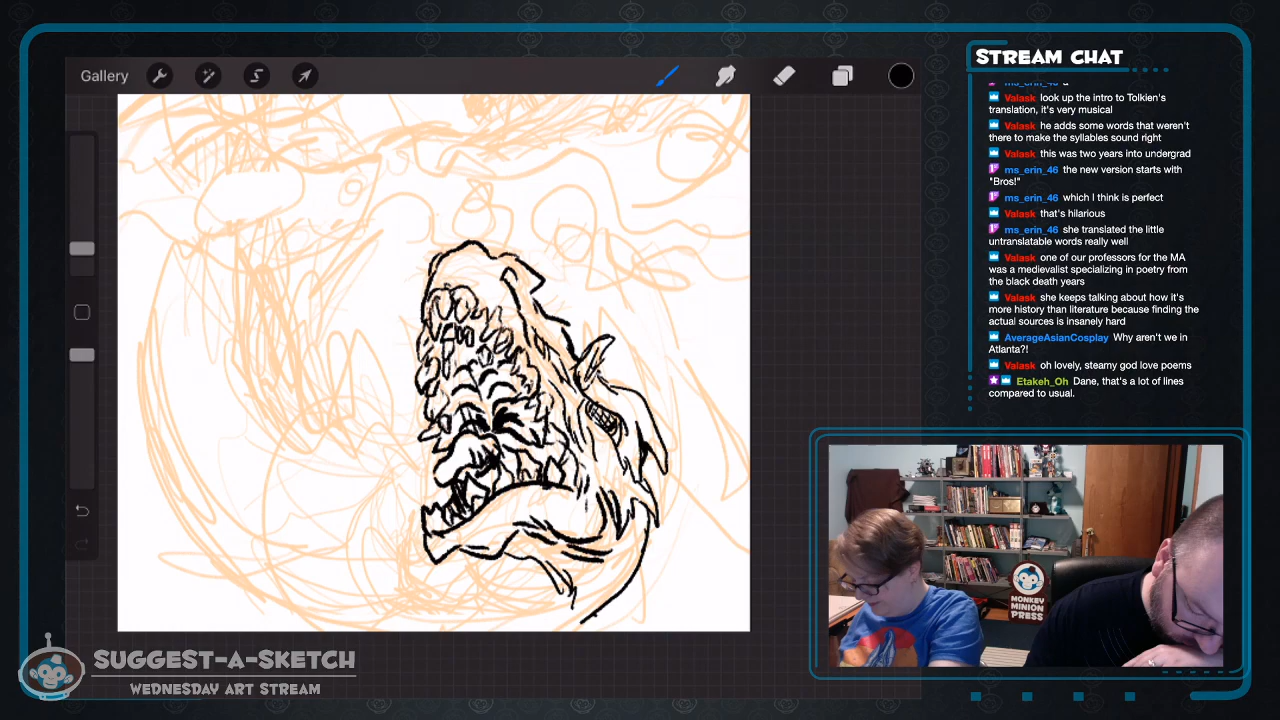 Gallery
STREAM CHAT
Valask look up the intro to Tolkien's
translation, it's very musical
Valask he adds some words that weren't
there to make the syllables sound right
Valask this was two years into undergrad
ms_erin_46 the new version starts with
"Bros!"
ms_erin_46 which I think is perfect
Valask that's hilarious
ms_erin_46 she translated the little
untranslatable words really well
Valask one of our professors for the MA
was a medievalist specializing in poetry from
the black death years
Valask she keeps talking about how it's
more history than literature because finding the
actual sources is insanely hard
AverageAsianCosplay Why aren't we in
Atlanta?!
Valask oh lovely, steamy god love poems
Etakeh_Oh Dane, that's a lot of lines
compared to usual.
MONKEY
MINION
PRESS
SUGGEST-A-SKETCH
WEDNESDAY ART STREAM